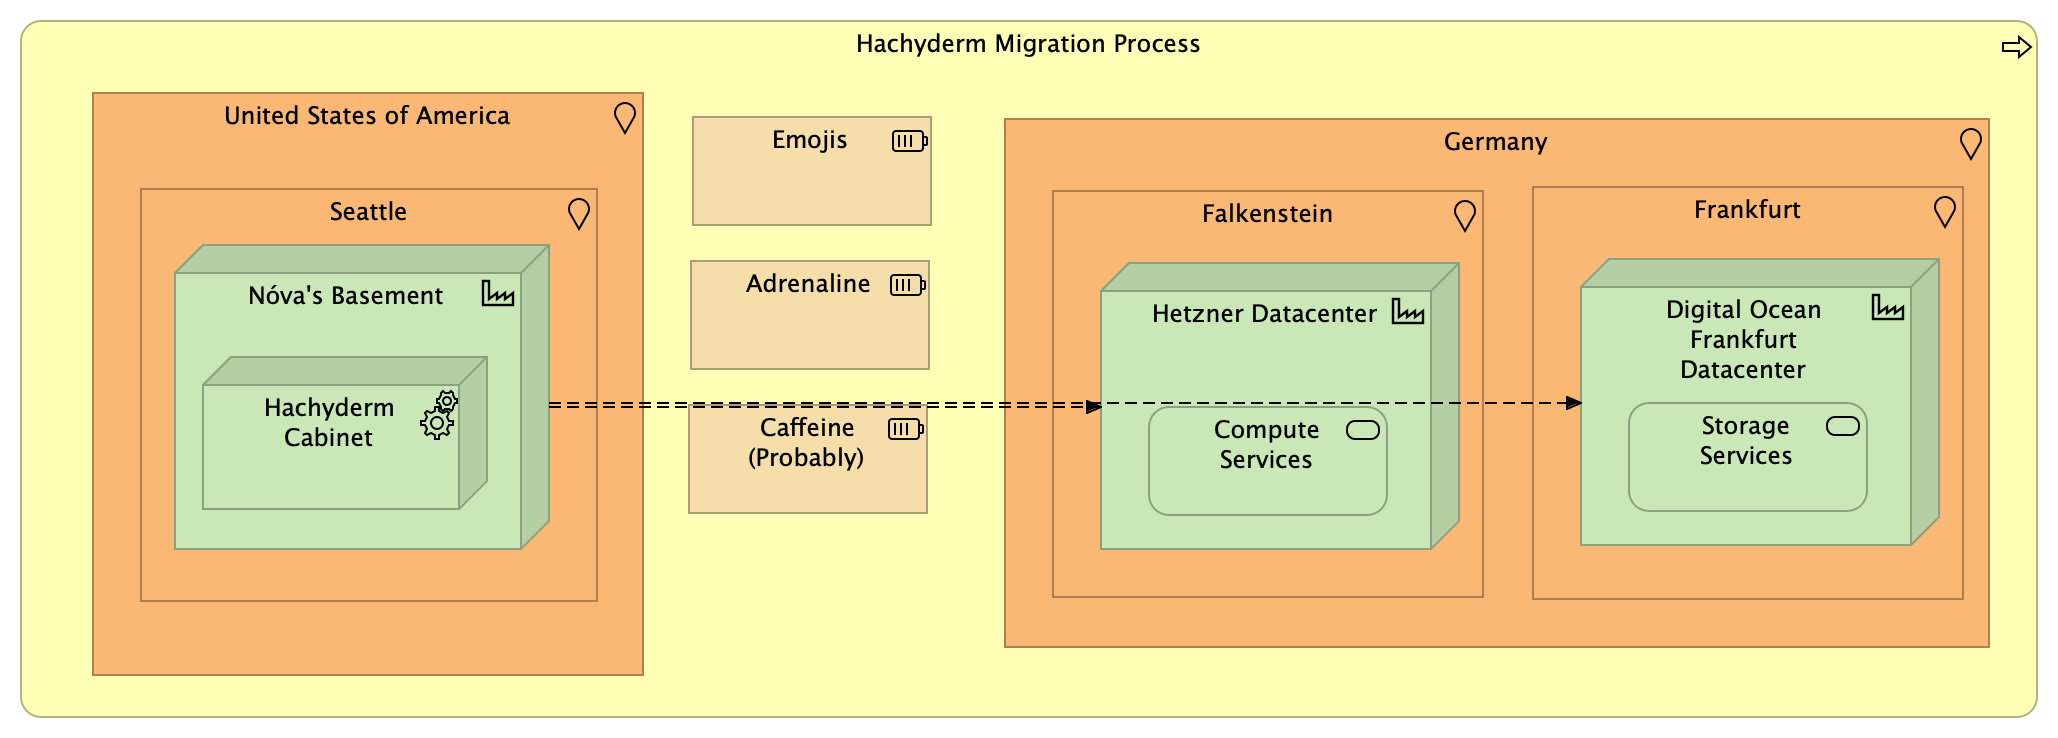 Hachyderm Migration Process
United States of America
Seattle
Nóva's Basement
Hachyderm
Cabinet
Emojis
Adrenaline
Caffeine
(Probably)
Germany
Falkenstein
Hetzner Datacenter
Compute
Services
Frankfurt
Digital Ocean
Frankfurt
Datacenter
Storage
Services